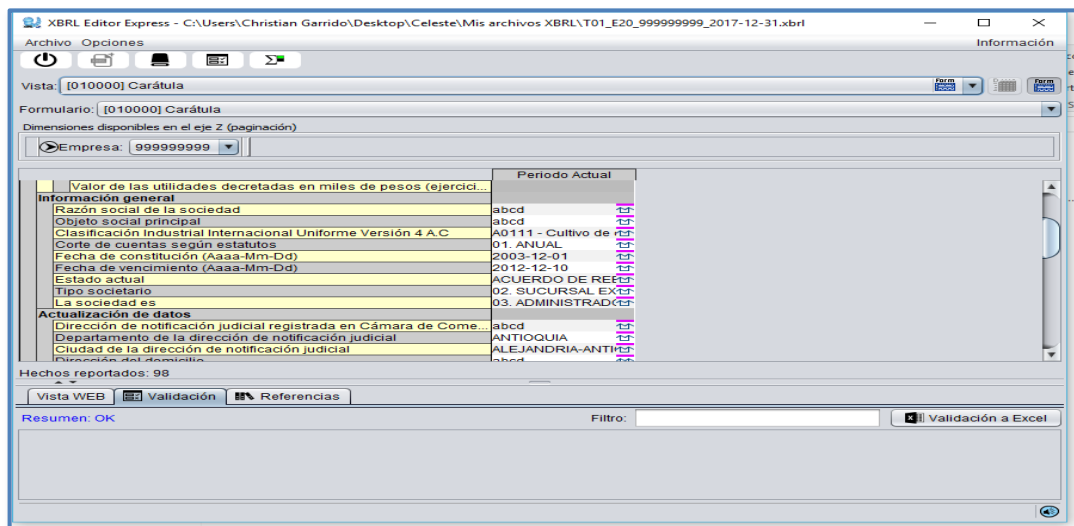 XBRL Editor Express - C:\Users\Christian Garrido\Desktop\Celeste\Mis archivos XBRL\T01_E20_999999999_2017-12-31.xbrl
Archivo Opciones Información
Vista: [010000] Carátula
Formulario: [010000] Carátula
Dimensiones disponibles en el eje Z (paginación)
Empresa: 999999999
Periodo Actual
Valor de las utilidades decretadas en miles de pesos (ejercici...
Información general
Razón social de la sociedad abcd
Objeto social principal abcd
Clasificación Industrial Internacional Uniforme Versión 4 A.C A0111 - Cultivo de
Corte de cuentas según estatutos 01. ANUAL
Fecha de constitución (Aaaa-Mm-Dd) 2003-12-01
Fecha de vencimiento (Aaaa-Mm-Dd) 2012-12-10
Estado actual ACUERDO DE
Tipo societario 02. SUCURSAL
La sociedad es 03.
Actualización de datos
Dirección de notificación judicial registrada en Cámara de Come... abcd
Departamento de la dirección de notificación judicial ANTIOQUIA
Ciudad de la dirección de notificación judicial
Dirección del domicilio abcd
Hechos reportados: 98
Vista WEB Validación Referencias
Resumen: OK Filtro: Validación a Excel